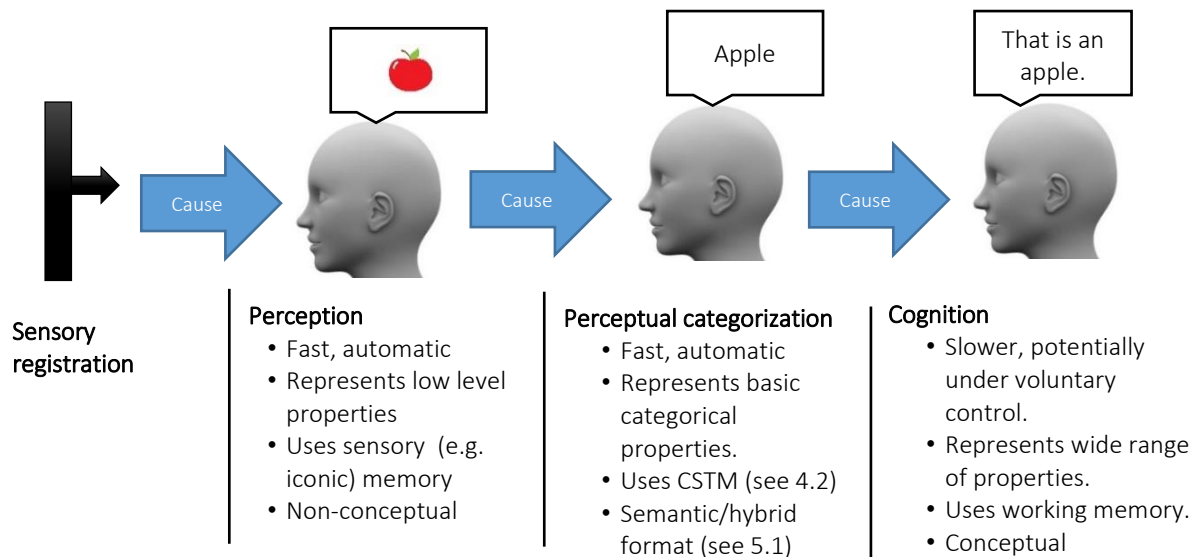 Apple
That is an
apple.
Cause
Cause
Cause
Sensory
registration
Perception
• Fast, automatic
• Represents low level
properties
• Uses sensory (e.g.
iconic) memory
• Non-conceptual
Perceptual categorization
• Fast, automatic
• Represents basic
categorical
properties.
• Uses CSTM (see 4.2)
• Semantic/hybrid
format (see 5.1)
Cognition
• Slower, potentially
under voluntary
control.
• Represents wide range
of properties.
• Uses working memory.
• Conceptual